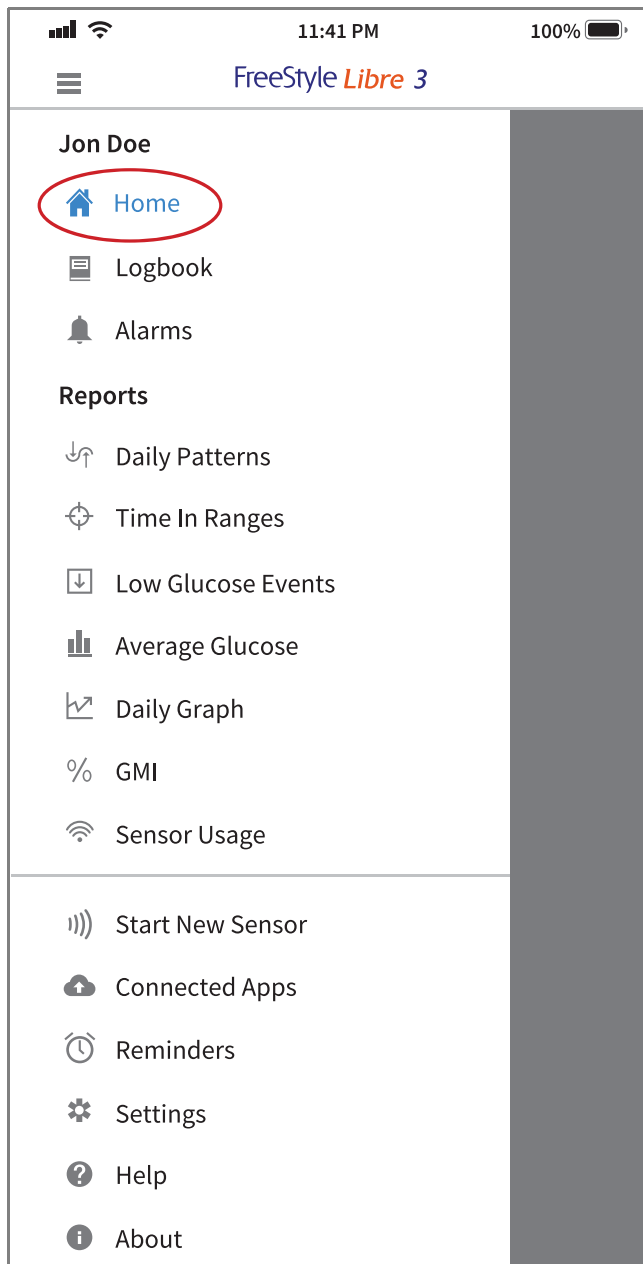 11:41 PM 100%
FreeStyle Libre 3
Jon Doe
Home
Logbook
Alarms
Reports
Daily Patterns
Time In Ranges
Low Glucose Events
Average Glucose
Daily Graph
% GMI
Sensor Usage
Start New Sensor
Connected Apps
Reminders
Settings
Help
About